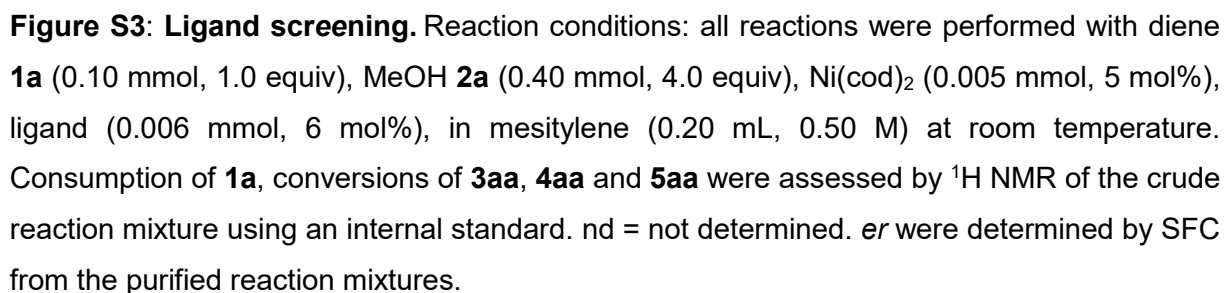 Figure S3: Ligand screening. Reaction conditions: all reactions were performed with diene
1a (0.10 mmol, 1.0 equiv), MeOH 2a (0.40 mmol, 4.0 equiv), Ni(cod)₂ (0.005 mmol, 5 mol%),
ligand (0.006 mmol, 6 mol%), in mesitylene (0.20 mL, 0.50 M) at room temperature.
Consumption of 1a, conversions of 3aa, 4aa and 5aa were assessed by ¹H NMR of the crude
reaction mixture using an internal standard. nd = not determined. er were determined by SFC
from the purified reaction mixtures.